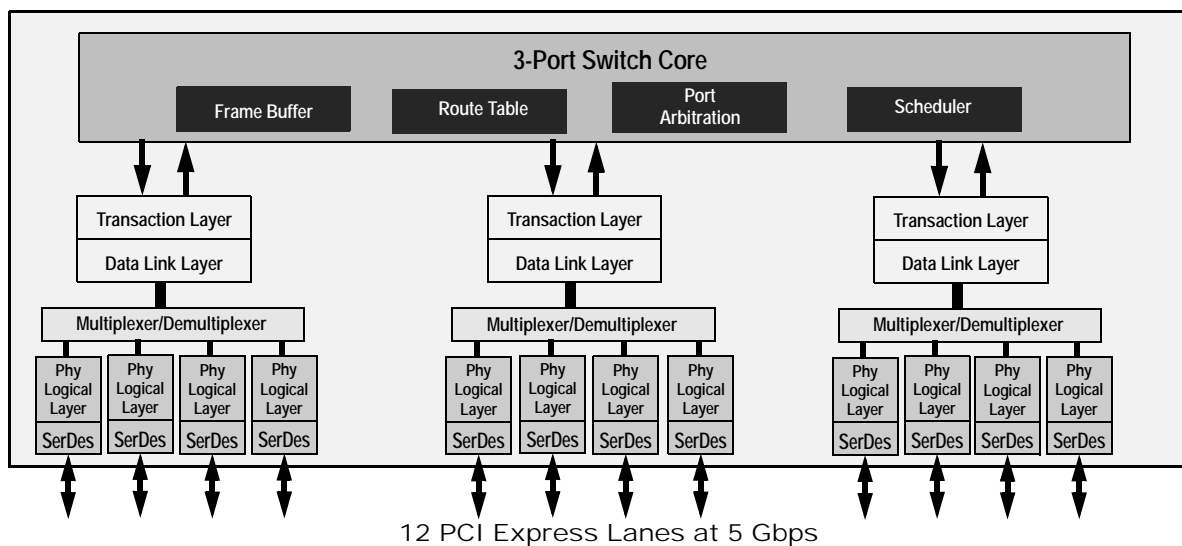 3-Port Switch Core
Frame Buffer
Route Table
Port
Arbitration
Scheduler
Transaction Layer
Data Link Layer
Transaction Layer
Data Link Layer
Transaction Layer
Data Link Layer
Multiplexer/Demultiplexer
Multiplexer/Demultiplexer
Multiplexer/Demultiplexer
Phy
Logical
Layer
SerDes
Phy
Logical
Layer
SerDes
Phy
Logical
Layer
SerDes
Phy
Logical
Layer
SerDes
Phy
Logical
Layer
SerDes
Phy
Logical
Layer
SerDes
Phy
Logical
Layer
SerDes
Phy
Logical
Layer
SerDes
Phy
Logical
Layer
SerDes
Phy
Logical
Layer
SerDes
Phy
Logical
Layer
SerDes
Phy
Logical
Layer
SerDes
12 PCI Express Lanes at 5 Gbps